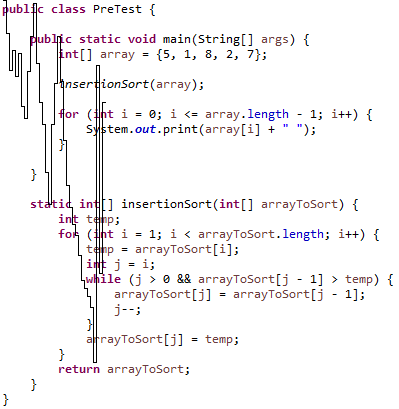 public class PreTest {
public static void main(String[] args) {
int[] array = {5, 1, 8, 2, 7};
insertionSort(array);
for (int i = 0; i <= array.length - 1; i++) {
System.out.print(array[i] + " ");
}
}
static int[] insertionSort(int[] arrayToSort) {
int temp;
for (int i = 1; i < arrayToSort.length; i++) {
temp = arrayToSort[i];
int j = i;
while (j > 0 && arrayToSort[j - 1] > temp) {
arrayToSort[j] = arrayToSort[j - 1];
j--;
}
arrayToSort[j] = temp;
}
return arrayToSort;
}
}